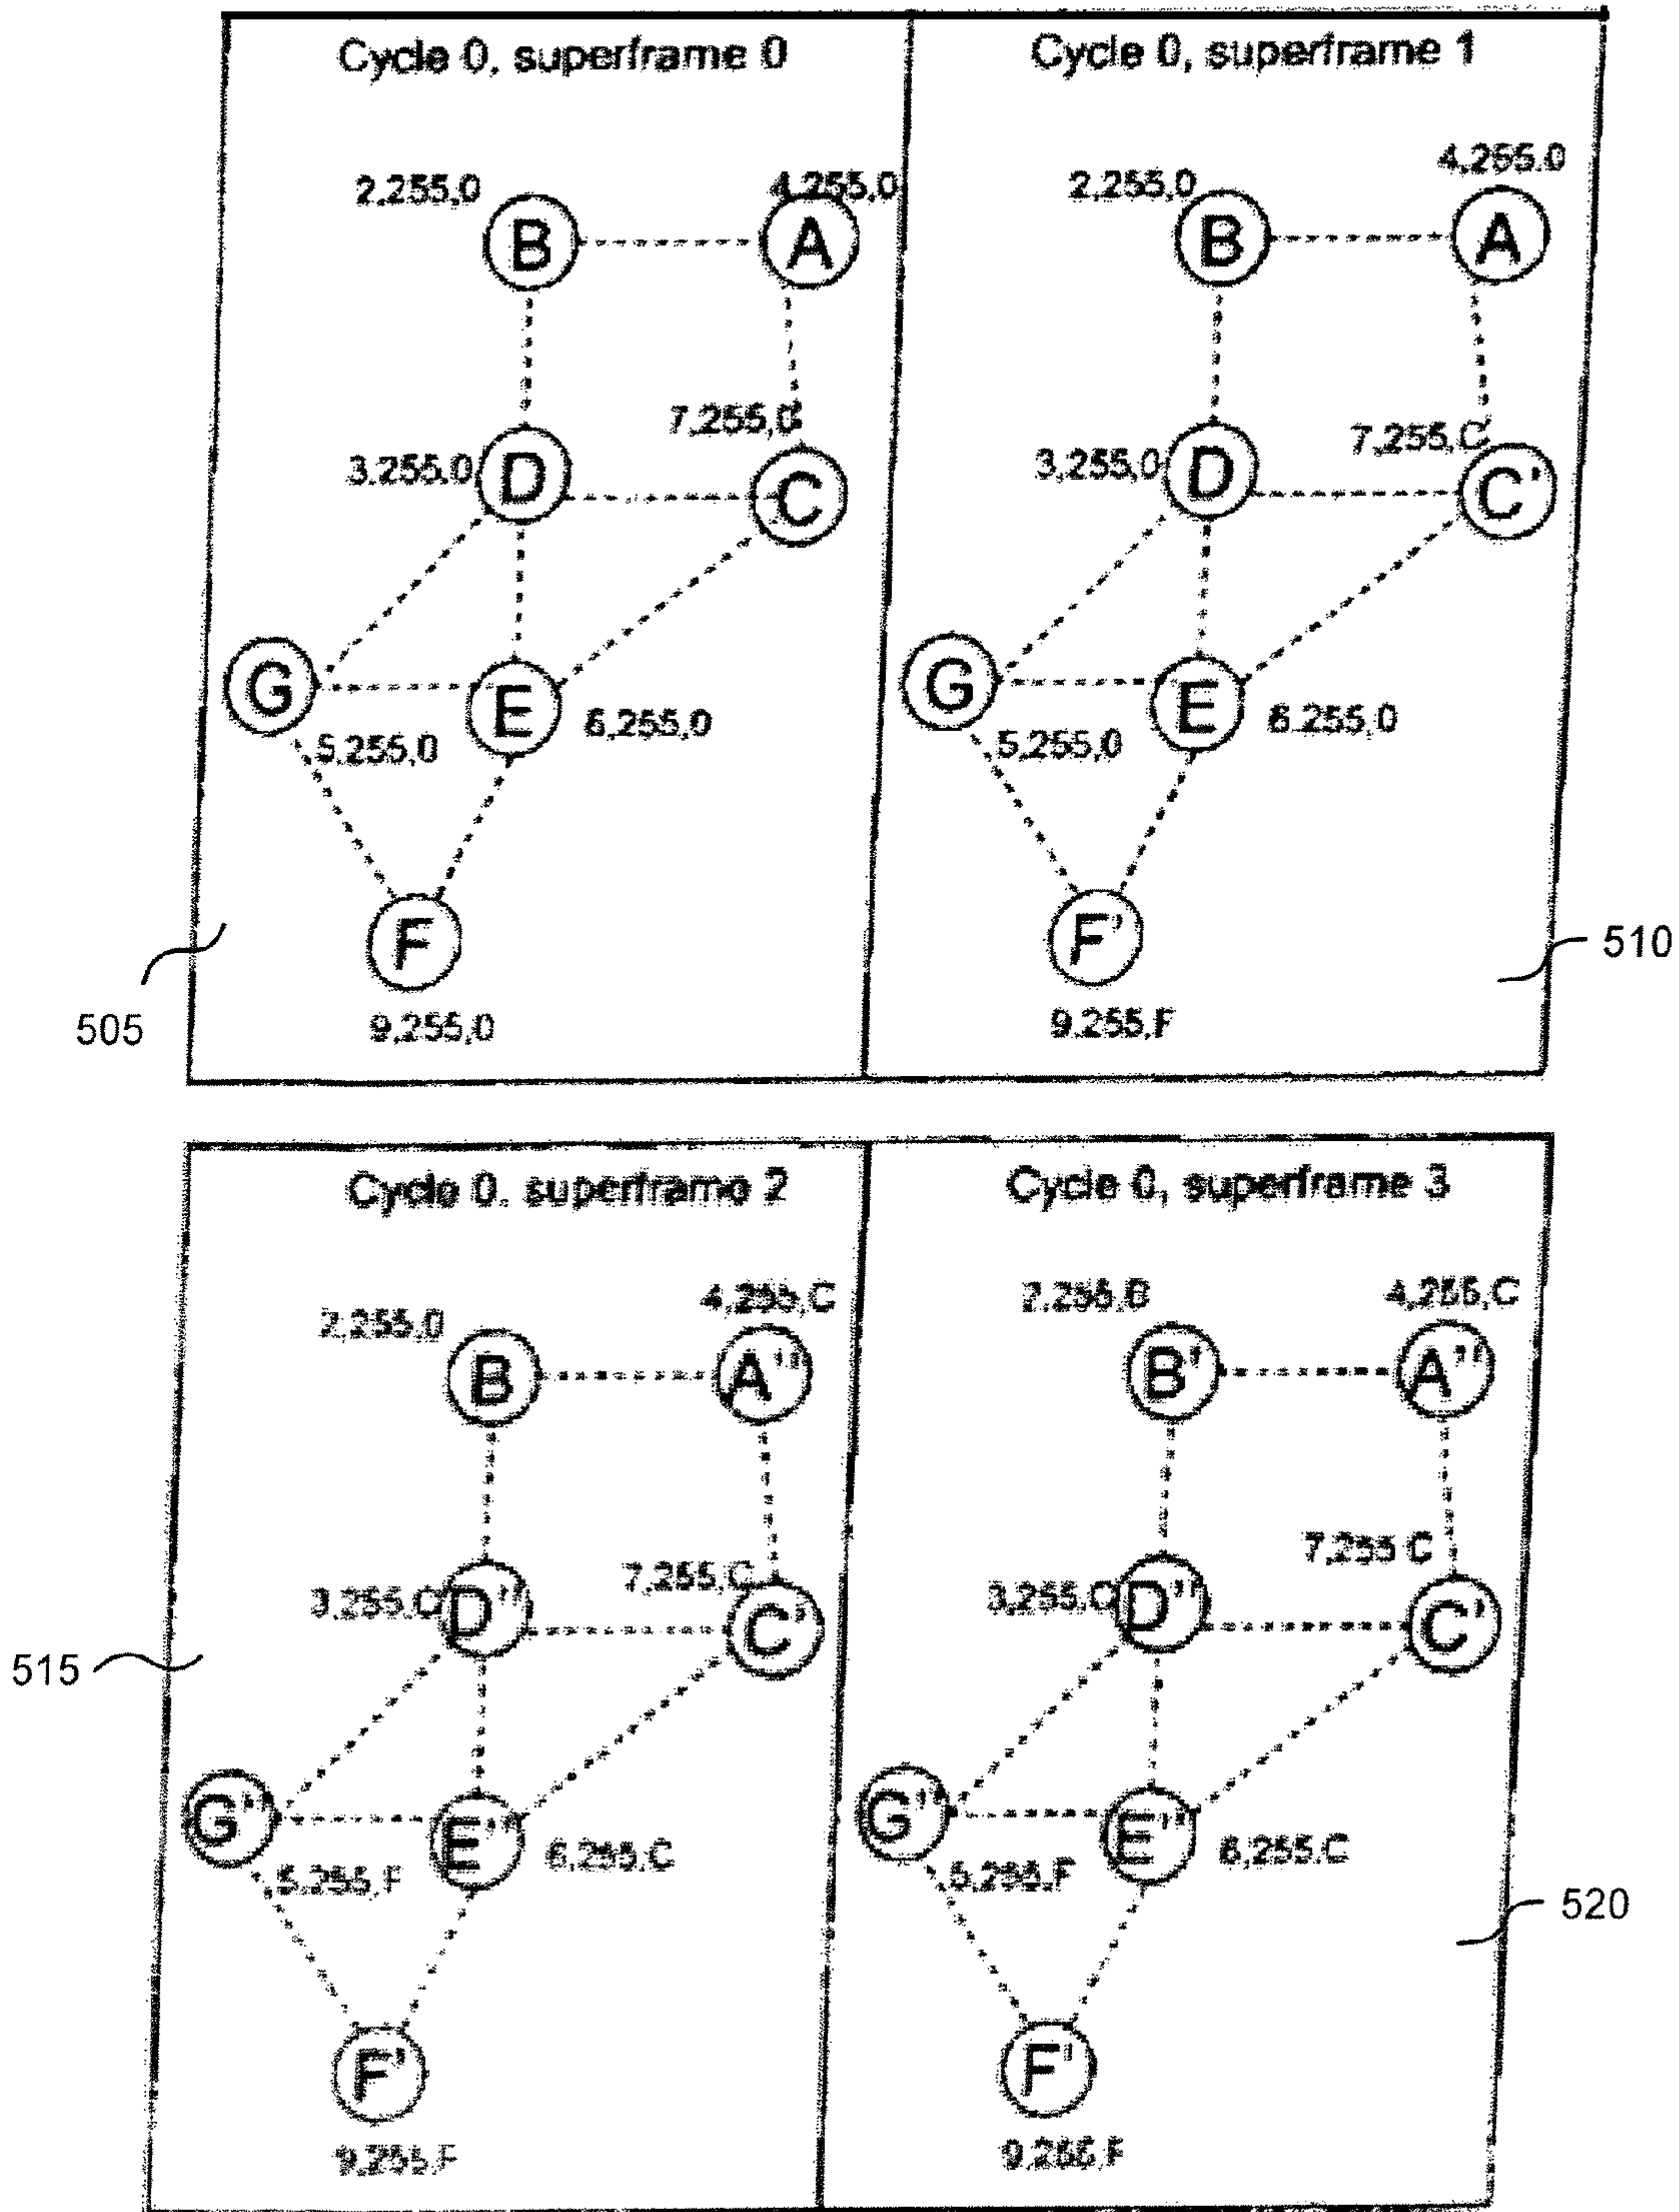 Cycle 0, superframe 0
2,255,0
4,255,0
B
A
7,255,0
3,255,0
D
C
G
E
5,255,0
6,255,0
F
9,255,0
505
Cycle 0, superframe 1
4,255,0
2,255,0
B
A
7,255,C
3,255,0
D
C'
G
E
5,255,0
6,255,0
F'
9,255,F
510
Cycle 0, superframe 2
4,255,C
2,255,0
B
A''
7,255,C
3,255,C
D''
C'
515
G''
E''
5,255,F
6,255,C
F'
9,255,F
Cycle 0, superframe 3
2,255,B
4,255,C
B'
A''
7,255 C
3,255,C
D''
C'
G''
E''
5,255,F
6,255,C
520
F'
9,255,F